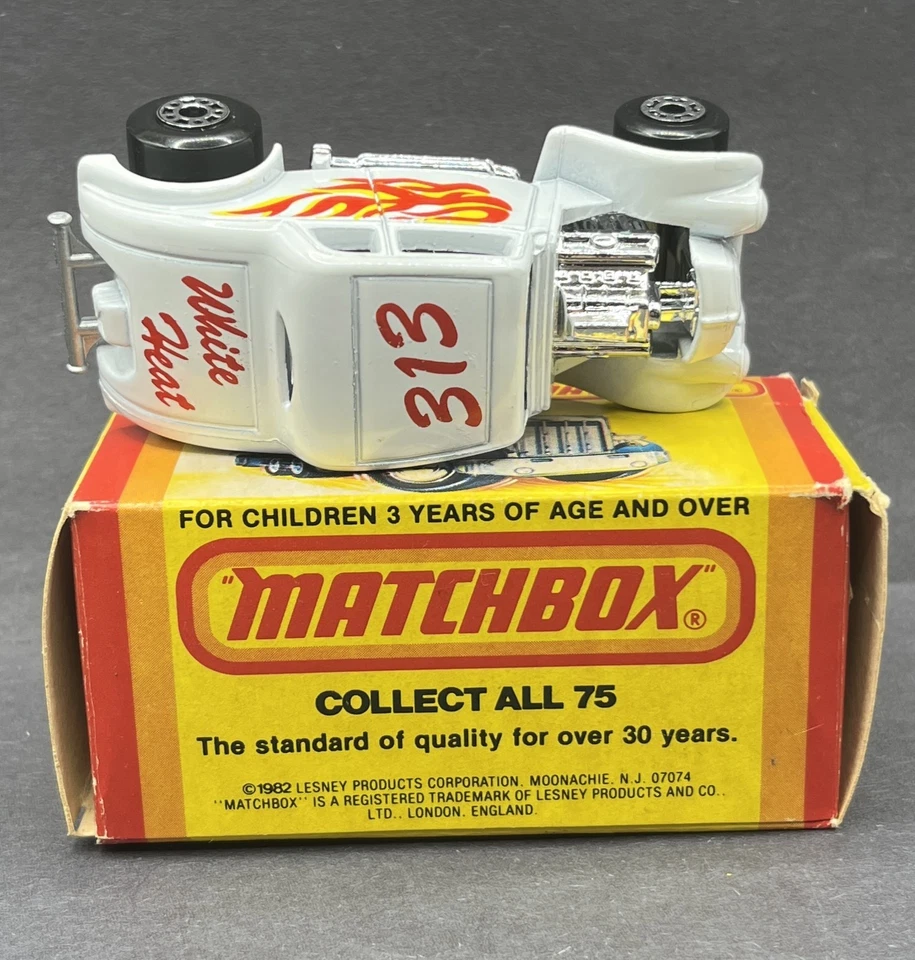 White
Heat
313
FOR CHILDREN 3 YEARS OF AGE AND OVER
"MATCHBOX"®
COLLECT ALL 75
The standard of quality for over 30 years.
©1982 LESNEY PRODUCTS CORPORATION, MOONACHIE, N.J. 07074
"MATCHBOX" IS A REGISTERED TRADEMARK OF LESNEY PRODUCTS AND CO.,
LTD., LONDON, ENGLAND.